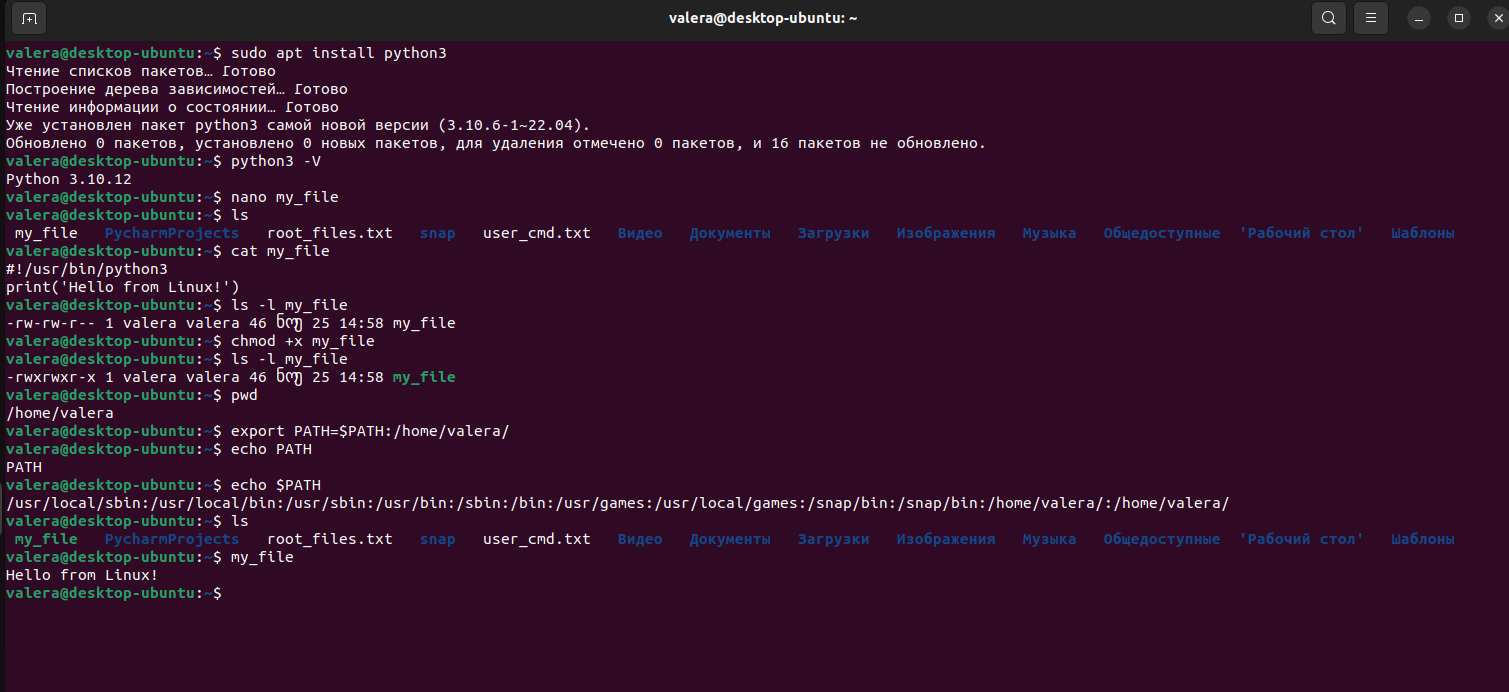 valera@desktop-ubuntu: ~
valera@desktop-ubuntu:~$ sudo apt install python3
Чтение списков пакетов… Готово
Построение дерева зависимостей… Готово
Чтение информации о состоянии… Готово
Уже установлен пакет python3 самой новой версии (3.10.6-1~22.04).
Обновлено 0 пакетов, установлено 0 новых пакетов, для удаления отмечено 0 пакетов, и 16 пакетов не обновлено.
valera@desktop-ubuntu:~$ python3 -V
Python 3.10.12
valera@desktop-ubuntu:~$ nano my_file
valera@desktop-ubuntu:~$ ls
my_file PycharmProjects root_files.txt snap user_cmd.txt Видео Документы Загрузки Изображения Музыка Общедоступные 'Рабочий стол' Шаблоны
valera@desktop-ubuntu:~$ cat my_file
#!/usr/bin/python3
print('Hello from Linux!')
valera@desktop-ubuntu:~$ ls -l my_file
-rw-rw-r-- 1 valera valera 46 ნოე 25 14:58 my_file
valera@desktop-ubuntu:~$ chmod +x my_file
valera@desktop-ubuntu:~$ ls -l my_file
-rwxrwxr-x 1 valera valera 46 ნოე 25 14:58 my_file
valera@desktop-ubuntu:~$ pwd
/home/valera
valera@desktop-ubuntu:~$ export PATH=$PATH:/home/valera/
valera@desktop-ubuntu:~$ echo PATH
PATH
valera@desktop-ubuntu:~$ echo $PATH
/usr/local/sbin:/usr/local/bin:/usr/sbin:/usr/bin:/sbin:/bin:/usr/games:/usr/local/games:/snap/bin:/snap/bin:/home/valera/:/home/valera/
valera@desktop-ubuntu:~$ ls
my_file PycharmProjects root_files.txt snap user_cmd.txt Видео Документы Загрузки Изображения Музыка Общедоступные 'Рабочий стол' Шаблоны
valera@desktop-ubuntu:~$ my_file
Hello from Linux!
valera@desktop-ubuntu:~$